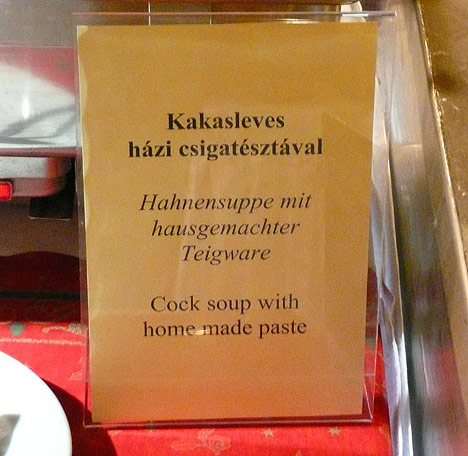 Kakasleves
házi csigatésztával
Hahnensuppe mit
hausgemachter
Teigware
Cock soup with
home made paste